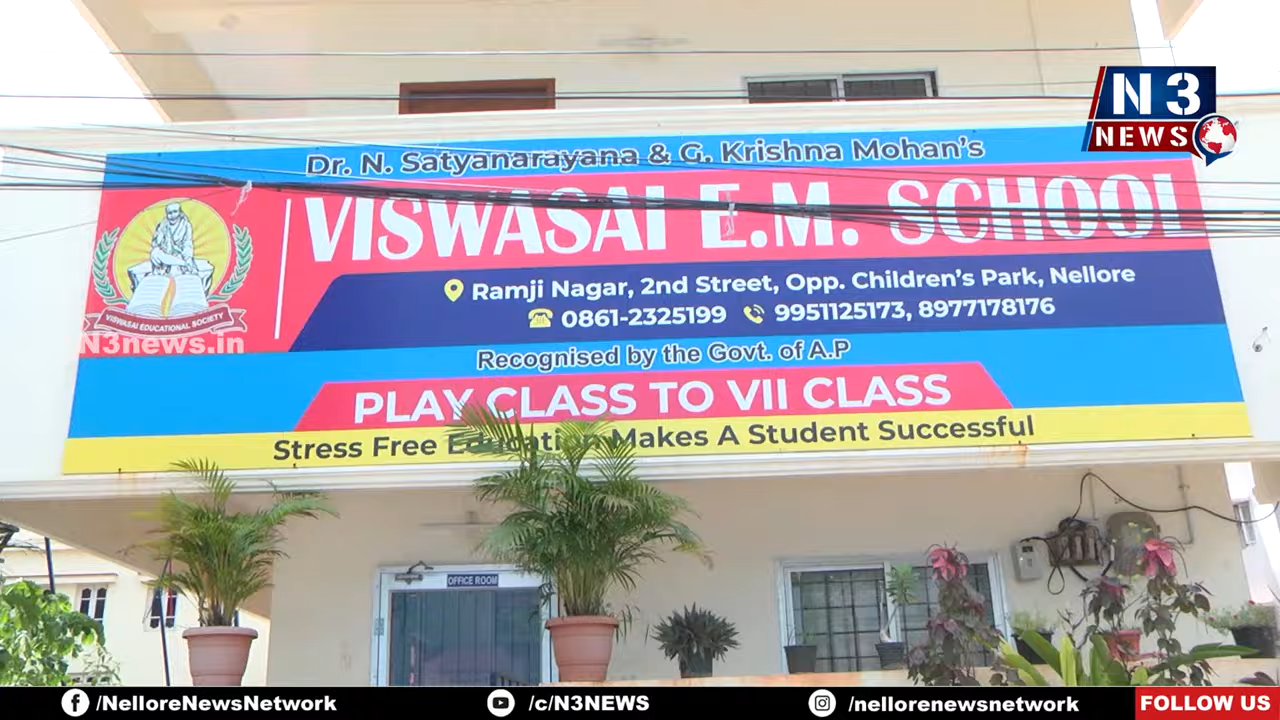 N3
NEWS
Dr. N. Satyanarayana & G. Krishna Mohan's
VISWASAI E.M. SCHOOL
Ramji Nagar, 2nd Street, Opp. Children's Park, Nellore
0861-2325199 9951125173, 8977178176
VISWASAI EDUCATIONAL SOCIETY
N3news.in
Recognised by the Govt. of A.P
PLAY CLASS TO VII CLASS
Stress Free Education Makes A Student Successful
OFFICE ROOM
/NelloreNewsNetwork /c/N3NEWS /nellorenewsnetwork FOLLOW US